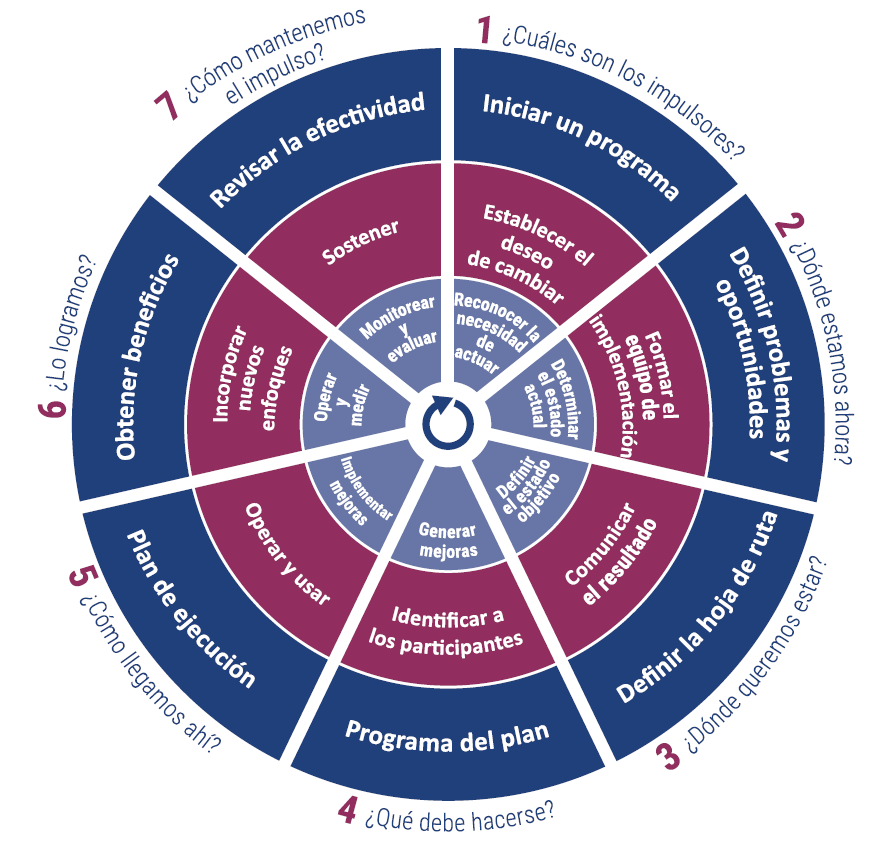 1 ¿Cuáles son los impulsores?
Iniciar un programa
Establecer el
deseo
de cambiar
Reconocer la
necesidad
de
actuar
2 ¿Dónde estamos ahora?
Definir problemas y
oportunidades
Formar el
equipo de
implementación
Determinar
el estado
actual
3 ¿Dónde queremos estar?
Definir la hoja de ruta
Comunicar
el resultado
Definir
el estado
objetivo
4 ¿Qué debe hacerse?
Programa del plan
Identificar a
los participantes
Generar
mejoras
5 ¿Cómo llegamos ahí?
Plan de ejecución
Operar y usar
Implementar
mejoras
6 ¿Lo logramos?
Obtener beneficios
Incorporar
nuevos
enfoques
Operar
y
medir
7 ¿Cómo mantenemos
el impulso?
Revisar la efectividad
Sostener
Monitorear
y
evaluar